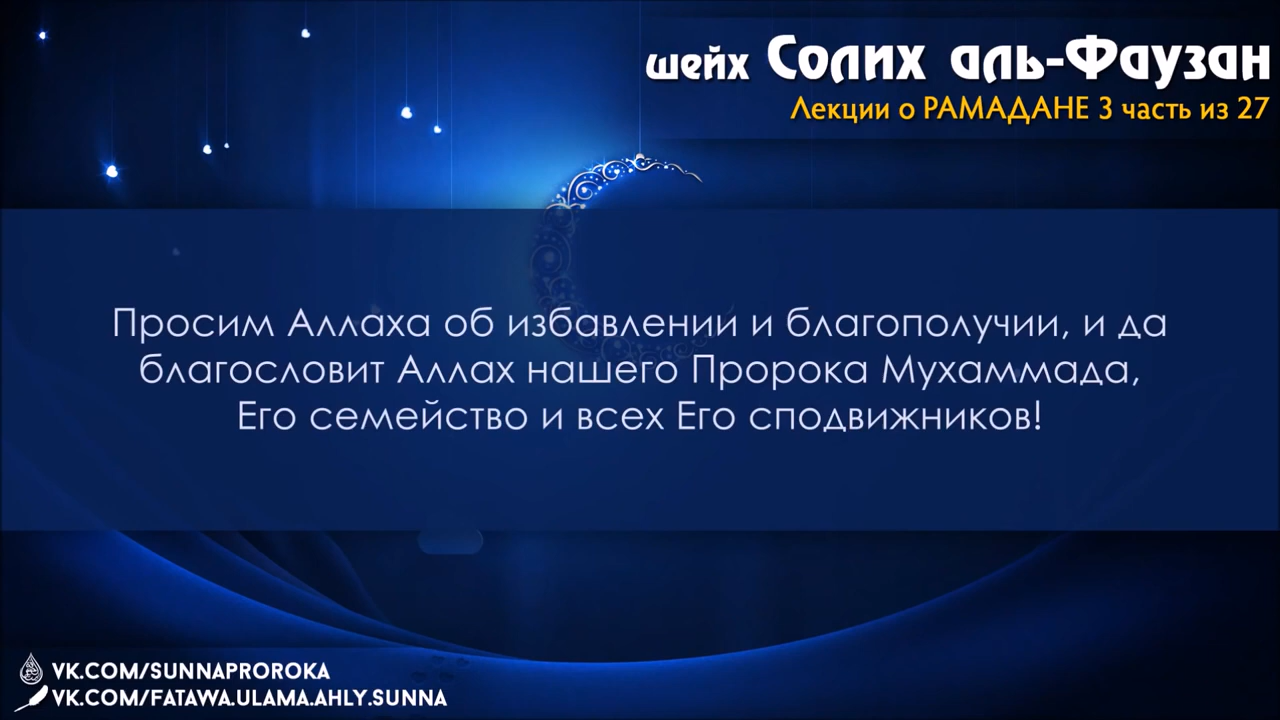 шейх Солих аль-Фаузан
Лекции о РАМАДАНЕ 3 часть из 27
Просим Аллаха об избавлении и благополучии, и да
благословит Аллах нашего Пророка Мухаммада,
Его семейство и всех Его сподвижников!
VK.COM/SUNNAPROROKA
VK.COM/FATAWA.ULAMA.AHLY.SUNNA